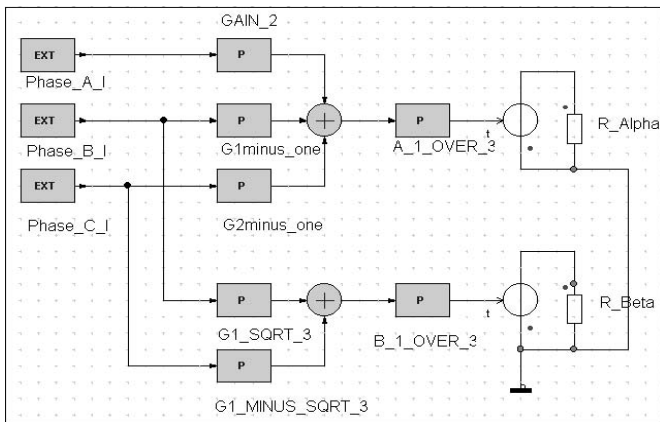 GAIN_2
EXT
P
Phase_A_I
EXT
P
P
Phase_B_I
G1minus_one
A_1_OVER_3
.t
R_Alpha
EXT
P
Phase_C_I
G2minus_one
P
P
G1_SQRT_3
B_1_OVER_3
.t
R_Beta
P
G1_MINUS_SQRT_3